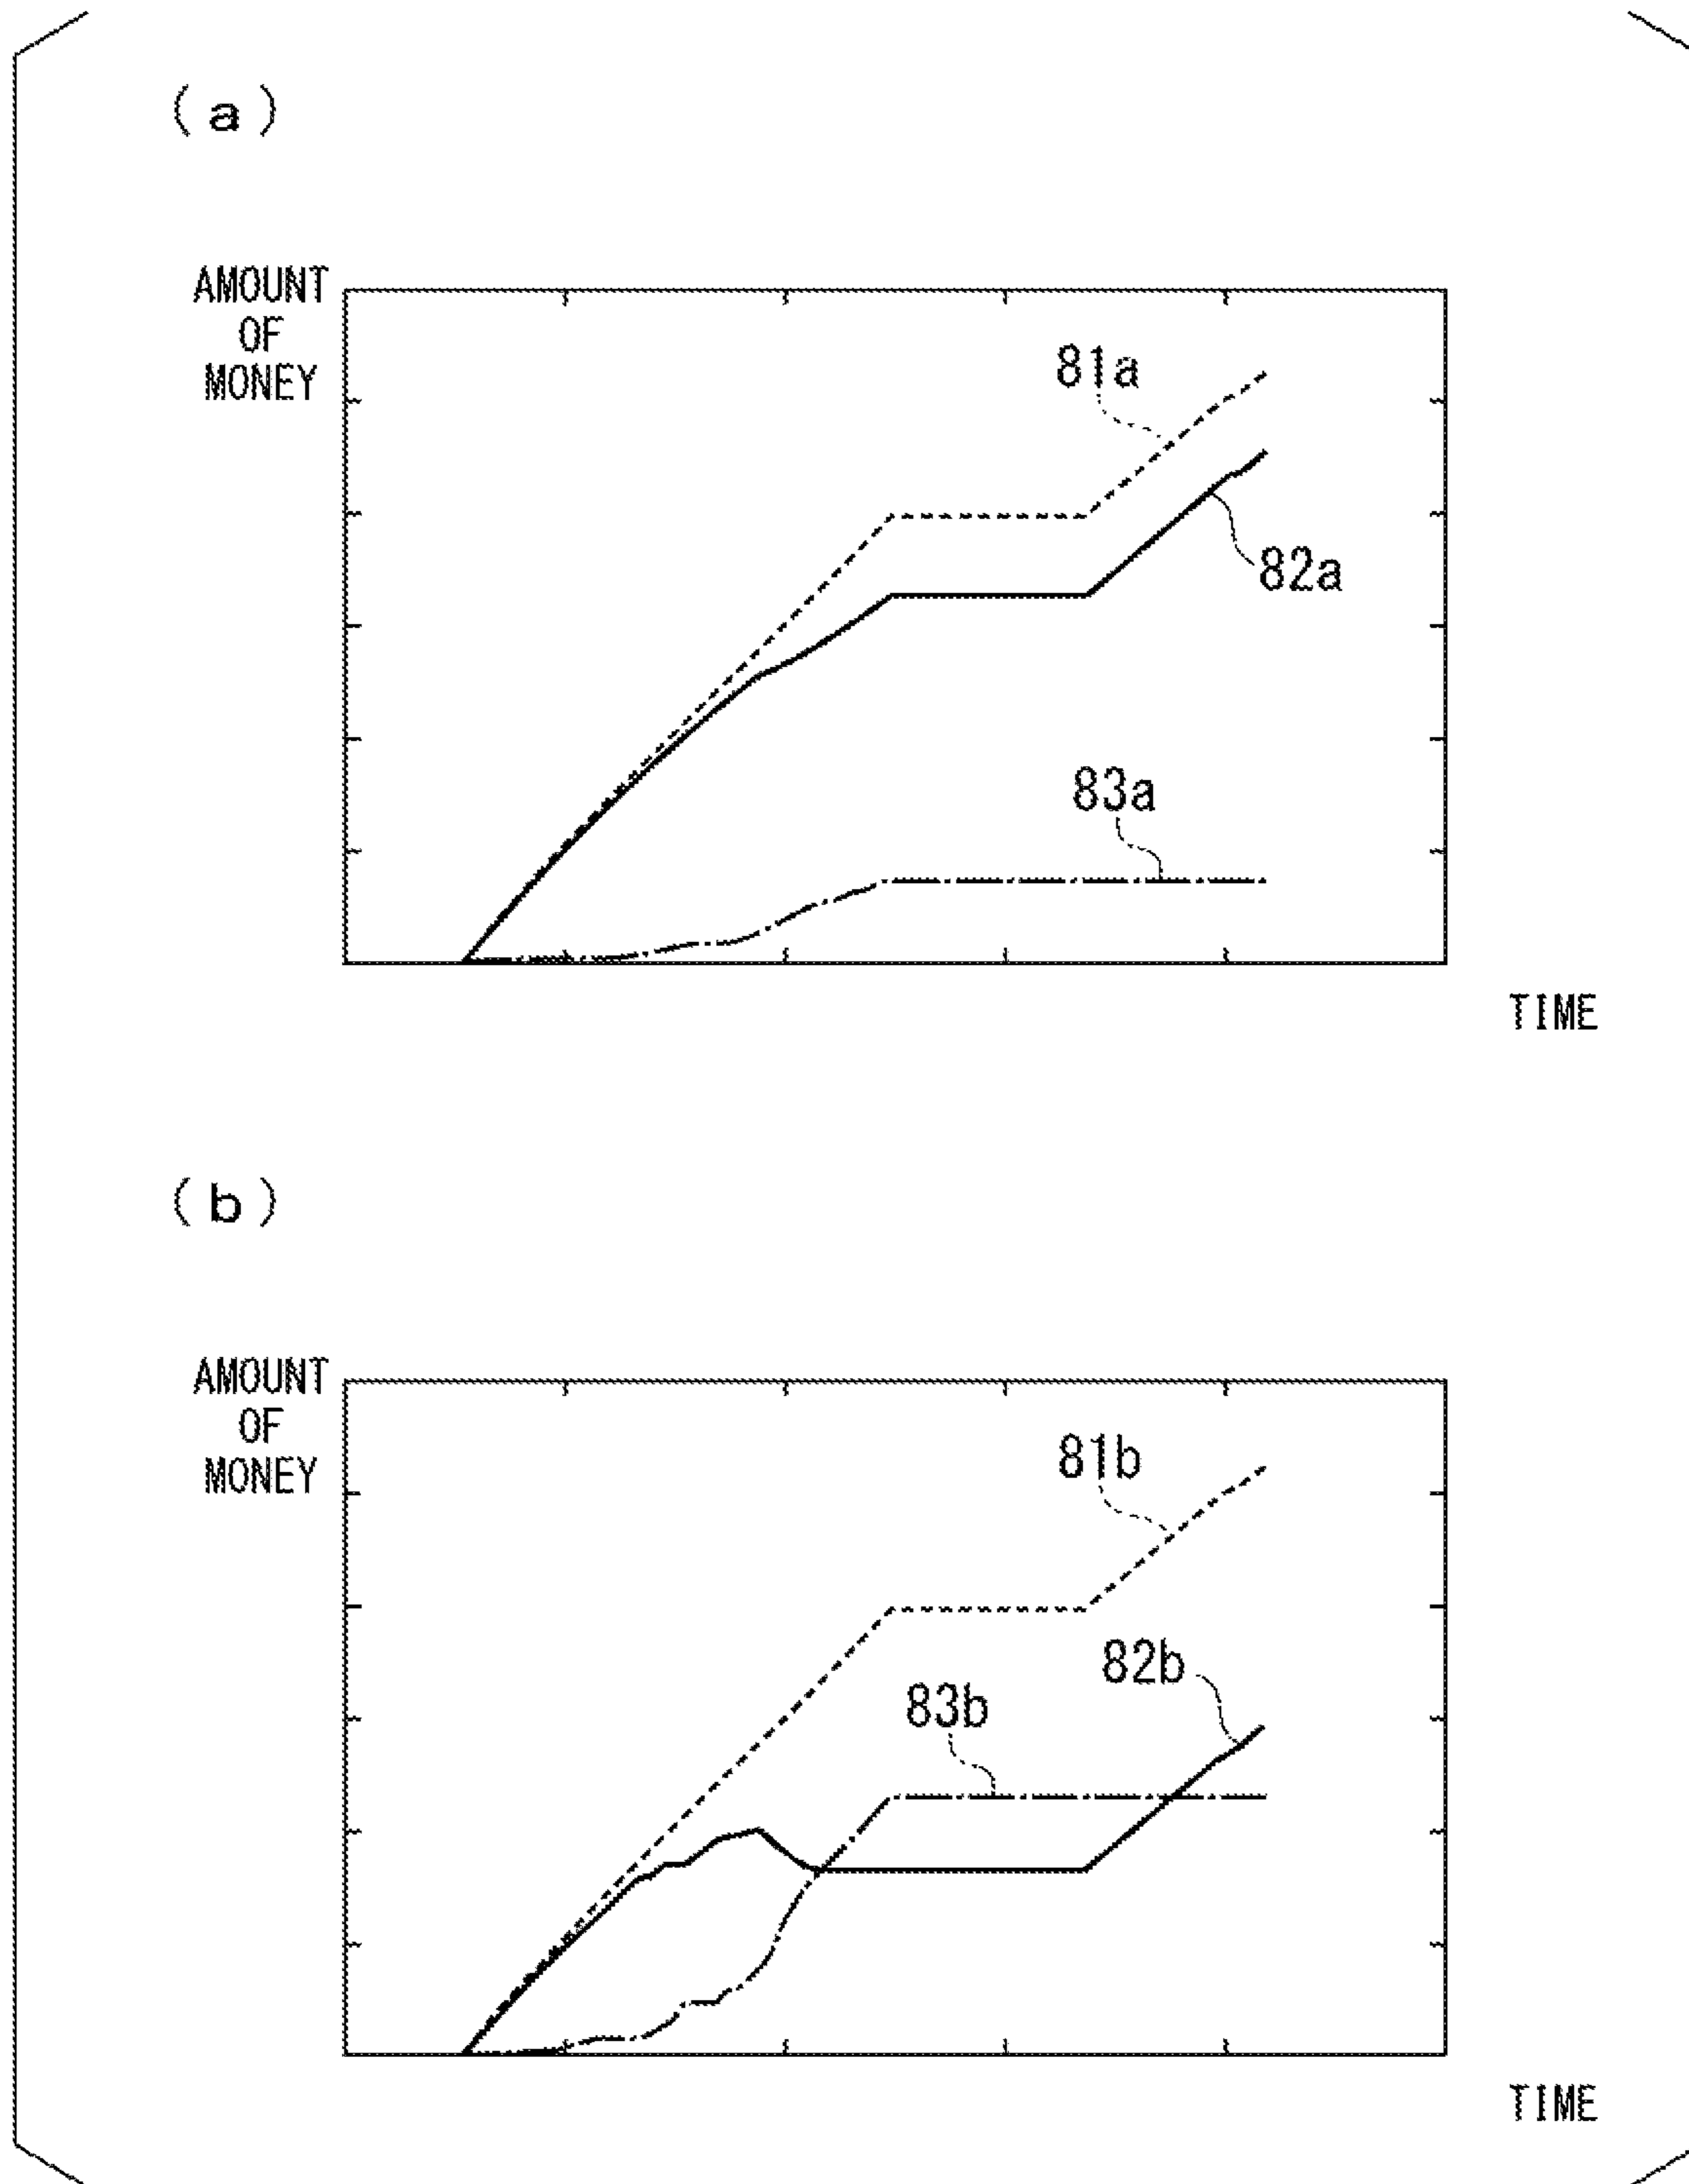 (a)
AMOUNT
OF
MONEY
81a
82a
83a
TIME
(b)
AMOUNT
OF
MONEY
81b
82b
83b
TIME